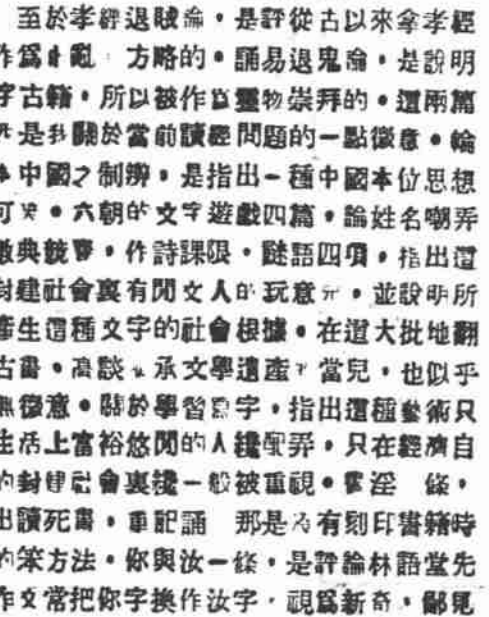 至於孝經退賊論，是評從古以來拿孝經
作爲　亂　方略的。誦易退鬼論，是說明
字古籍，所以被作爲靈物崇拜的。這兩篇
是我關於當前讀經問題的一點微意。輪
中國之制辦，是指出一種中國本位思想
可笑。六朝的文字遊戲四篇，論姓名嘲弄
典競賽，作詩課限，謎語四項，指出這
封建社會裏有閒文人的玩意兒，並說明所
產生這種文字的社會根據。在這大批地翻
古書，高談　承文學遺產　當兒，也似乎
無微意。關於學習寫字，指出這種藝術只
生活上富裕悠閒的人纔配弄，只在經濟自
的封建社會裏纔一般被重視。書淫　條，
出讀死書，重記誦　那是　有刻印書籍時
的笨方法。你與汝一條，是評論林語堂先
作文常把你字換作汝字，視爲新奇，鄙見